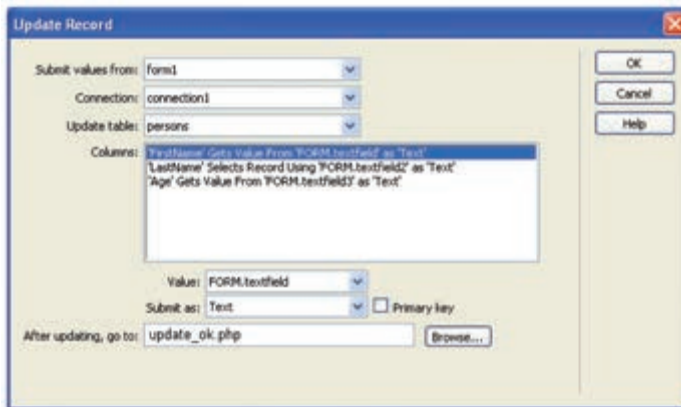 Update Record
Submit values from: form1
OK
Connection: connection1
Cancel
Update table: persons
Help
Columns: 'FirstName' Gets Value From 'FORM.textfield' as 'Text'
'LastName' Selects Record Using 'FORM.textfield2' as 'Text'
'Age' Gets Value From 'FORM.textfield3' as 'Text'
Value: FORM.textfield
Submit as: Text
Primary key
After updating, go to: update_ok.php
Browse...